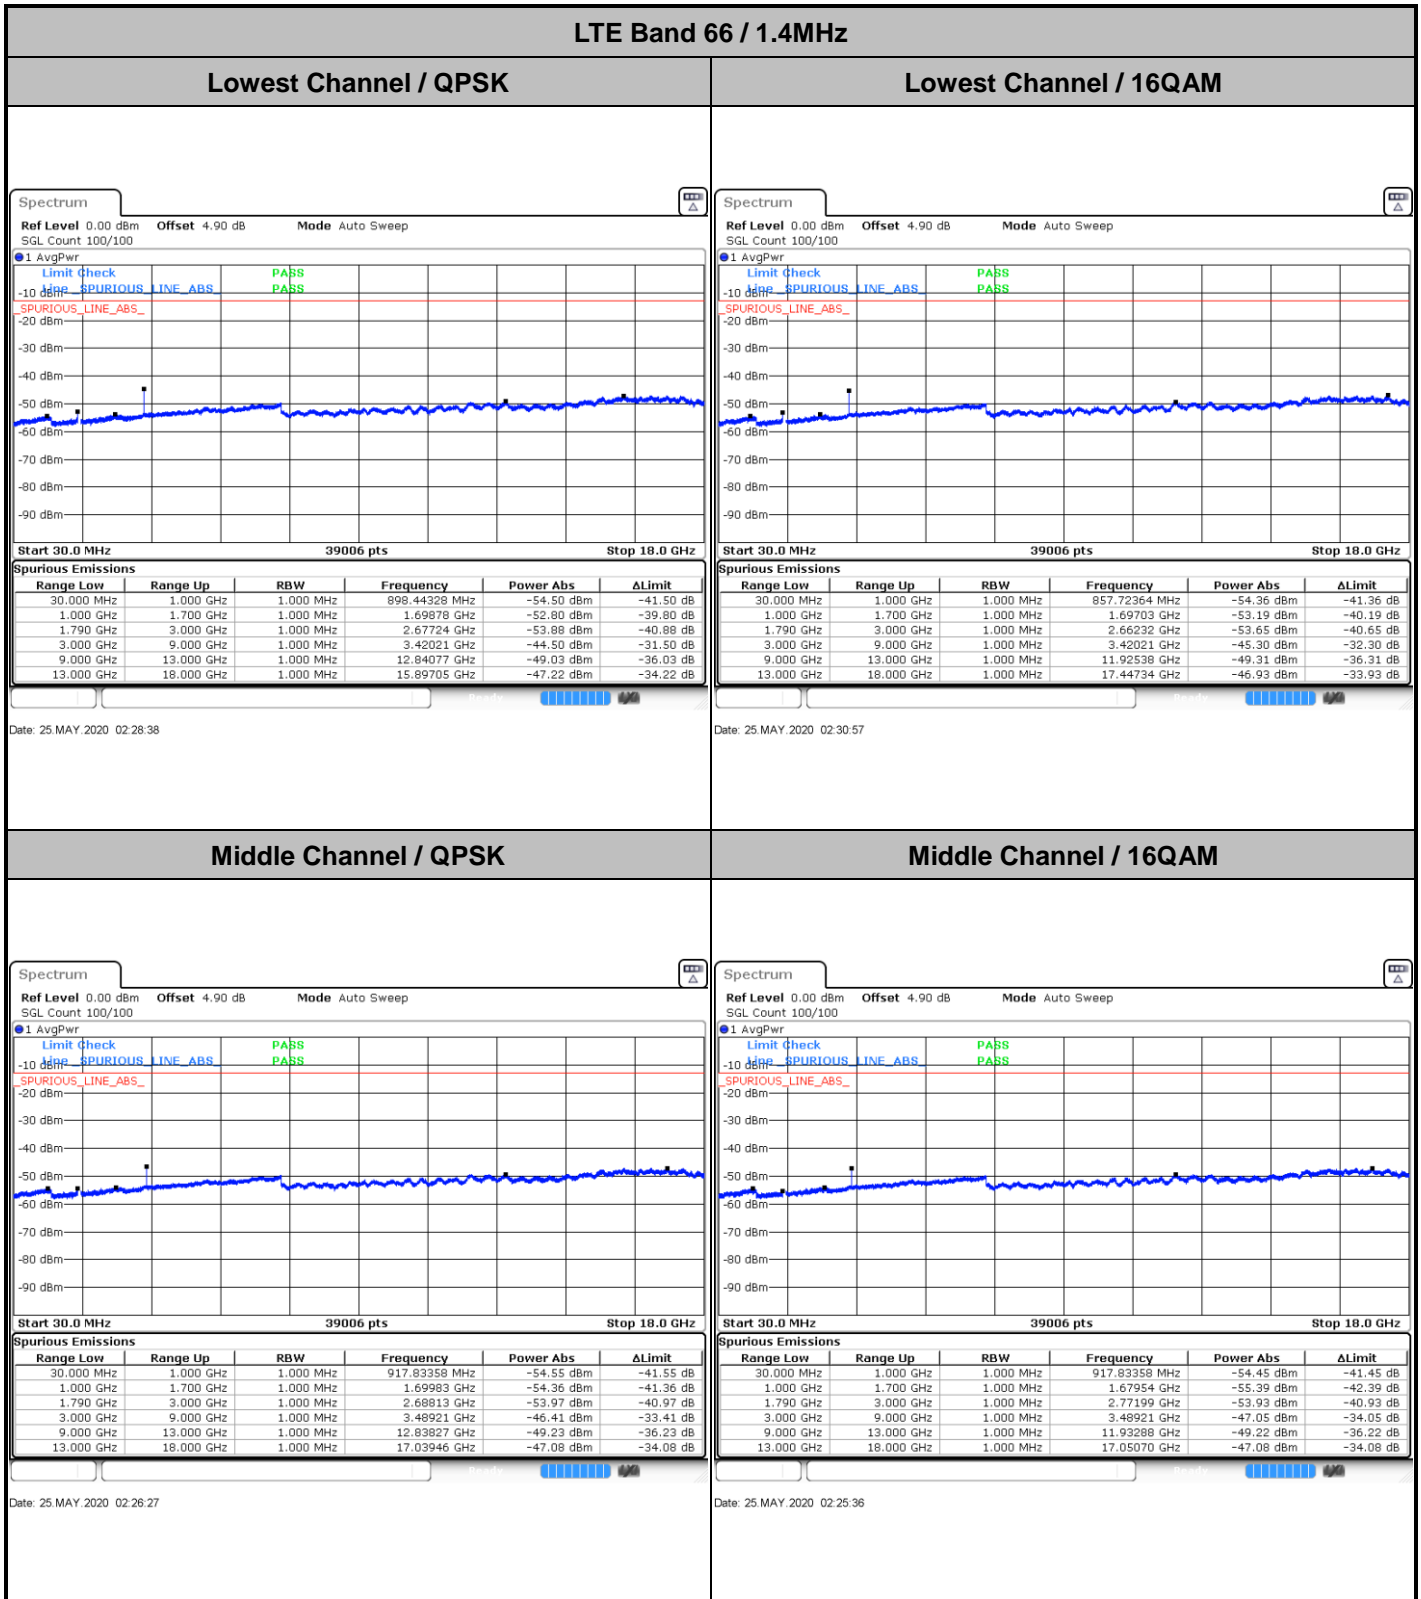 LTE Band 66 / 1.4MHz
Lowest Channel / QPSK
Lowest Channel / 16QAM
Spectrum
Ref Level 0.00 dBm Offset 4.90 dB Mode Auto Sweep
SGL Count 100/100
1 AvgPwr
Limit Check PASS
Line _SPURIOUS_LINE_ABS_ PASS
-10 dBm
_SPURIOUS_LINE_ABS_
-20 dBm
-30 dBm
-40 dBm
-50 dBm
-60 dBm
-70 dBm
-80 dBm
-90 dBm
Start 30.0 MHz 39006 pts Stop 18.0 GHz
Spurious Emissions
Range Low Range Up RBW Frequency Power Abs ΔLimit
30.000 MHz 1.000 GHz 1.000 MHz 898.44328 MHz -54.50 dBm -41.50 dB
1.000 GHz 1.700 GHz 1.000 MHz 1.69878 GHz -52.80 dBm -39.80 dB
1.790 GHz 3.000 GHz 1.000 MHz 2.67724 GHz -53.88 dBm -40.88 dB
3.000 GHz 9.000 GHz 1.000 MHz 3.42021 GHz -44.50 dBm -31.50 dB
9.000 GHz 13.000 GHz 1.000 MHz 12.84077 GHz -49.03 dBm -36.03 dB
13.000 GHz 18.000 GHz 1.000 MHz 15.89705 GHz -47.22 dBm -34.22 dB
Ready
Date: 25.MAY.2020 02:28:38
Spectrum
Ref Level 0.00 dBm Offset 4.90 dB Mode Auto Sweep
SGL Count 100/100
1 AvgPwr
Limit Check PASS
Line _SPURIOUS_LINE_ABS_ PASS
-10 dBm
_SPURIOUS_LINE_ABS_
-20 dBm
-30 dBm
-40 dBm
-50 dBm
-60 dBm
-70 dBm
-80 dBm
-90 dBm
Start 30.0 MHz 39006 pts Stop 18.0 GHz
Spurious Emissions
Range Low Range Up RBW Frequency Power Abs ΔLimit
30.000 MHz 1.000 GHz 1.000 MHz 857.72364 MHz -54.36 dBm -41.36 dB
1.000 GHz 1.700 GHz 1.000 MHz 1.69703 GHz -53.19 dBm -40.19 dB
1.790 GHz 3.000 GHz 1.000 MHz 2.66232 GHz -53.65 dBm -40.65 dB
3.000 GHz 9.000 GHz 1.000 MHz 3.42021 GHz -45.30 dBm -32.30 dB
9.000 GHz 13.000 GHz 1.000 MHz 11.92538 GHz -49.31 dBm -36.31 dB
13.000 GHz 18.000 GHz 1.000 MHz 17.44734 GHz -46.93 dBm -33.93 dB
Ready
Date: 25.MAY.2020 02:30:57
Middle Channel / QPSK
Middle Channel / 16QAM
Spectrum
Ref Level 0.00 dBm Offset 4.90 dB Mode Auto Sweep
SGL Count 100/100
1 AvgPwr
Limit Check PASS
Line _SPURIOUS_LINE_ABS_ PASS
-10 dBm
_SPURIOUS_LINE_ABS_
-20 dBm
-30 dBm
-40 dBm
-50 dBm
-60 dBm
-70 dBm
-80 dBm
-90 dBm
Start 30.0 MHz 39006 pts Stop 18.0 GHz
Spurious Emissions
Range Low Range Up RBW Frequency Power Abs ΔLimit
30.000 MHz 1.000 GHz 1.000 MHz 917.83358 MHz -54.55 dBm -41.55 dB
1.000 GHz 1.700 GHz 1.000 MHz 1.69983 GHz -54.36 dBm -41.36 dB
1.790 GHz 3.000 GHz 1.000 MHz 2.68813 GHz -53.97 dBm -40.97 dB
3.000 GHz 9.000 GHz 1.000 MHz 3.48921 GHz -46.41 dBm -33.41 dB
9.000 GHz 13.000 GHz 1.000 MHz 12.83827 GHz -49.23 dBm -36.23 dB
13.000 GHz 18.000 GHz 1.000 MHz 17.03946 GHz -47.08 dBm -34.08 dB
Ready
Date: 25.MAY.2020 02:26:27
Spectrum
Ref Level 0.00 dBm Offset 4.90 dB Mode Auto Sweep
SGL Count 100/100
1 AvgPwr
Limit Check PASS
Line _SPURIOUS_LINE_ABS_ PASS
-10 dBm
_SPURIOUS_LINE_ABS_
-20 dBm
-30 dBm
-40 dBm
-50 dBm
-60 dBm
-70 dBm
-80 dBm
-90 dBm
Start 30.0 MHz 39006 pts Stop 18.0 GHz
Spurious Emissions
Range Low Range Up RBW Frequency Power Abs ΔLimit
30.000 MHz 1.000 GHz 1.000 MHz 917.83358 MHz -54.45 dBm -41.45 dB
1.000 GHz 1.700 GHz 1.000 MHz 1.67954 GHz -55.39 dBm -42.39 dB
1.790 GHz 3.000 GHz 1.000 MHz 2.77199 GHz -53.93 dBm -40.93 dB
3.000 GHz 9.000 GHz 1.000 MHz 3.48921 GHz -47.05 dBm -34.05 dB
9.000 GHz 13.000 GHz 1.000 MHz 11.93288 GHz -49.22 dBm -36.22 dB
13.000 GHz 18.000 GHz 1.000 MHz 17.05070 GHz -47.08 dBm -34.08 dB
Ready
Date: 25.MAY.2020 02:25:36